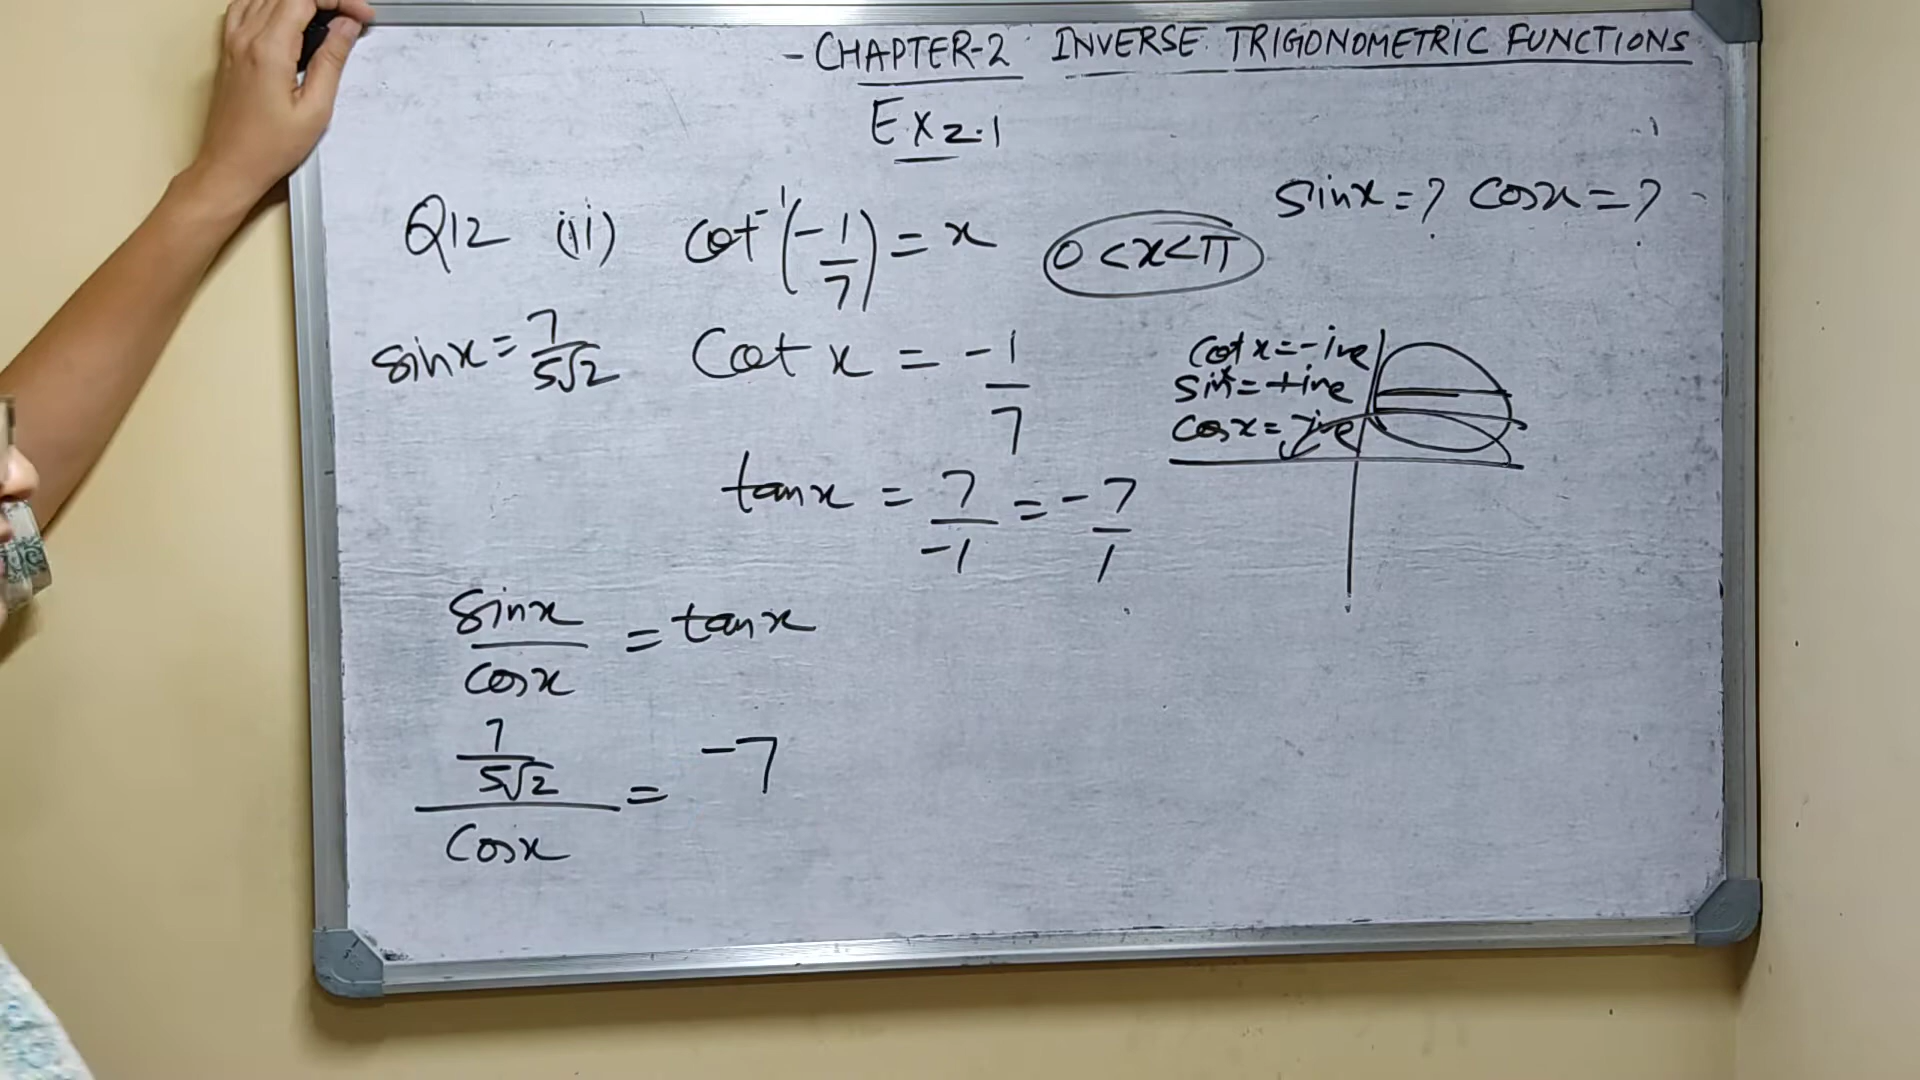 - CHAPTER-2 INVERSE TRIGONOMETRIC FUNCTIONS
Ex 2.1
sinx = ? cosx = ?
Q12 (ii) cot⁻¹(-1/7) = x 0 < x < π
sinx = 7/5√2
Cot x = -1/7
cot x = -ive
sinx = +ive
cosx = -ive
tanx = 7/-1 = -7/1
sinx/cosx = tanx
7/5√2 / cosx = -7